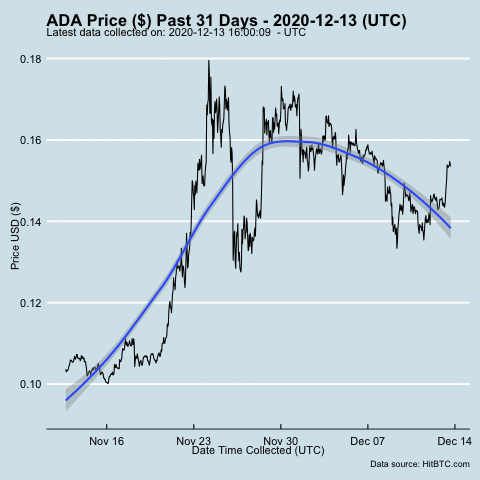 ADA Price ($) Past 31 Days - 2020-12-13 (UTC)
Latest data collected on: 2020-12-13 16:00:09 - UTC
Price USD ($)
0.18
0.16
0.14
0.12
0.10
Nov 16 Nov 23 Nov 30 Dec 07 Dec 14
Date Time Collected (UTC)
Data source: HitBTC.com